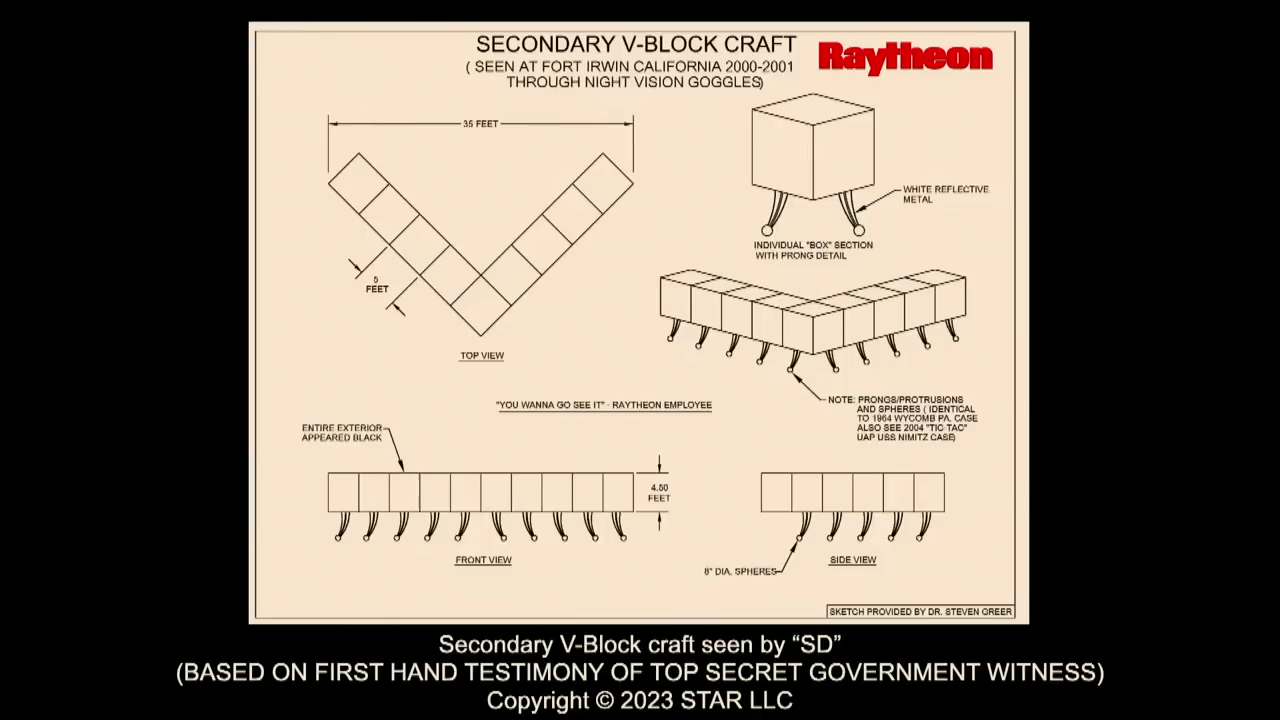 SECONDARY V-BLOCK CRAFT
( SEEN AT FORT IRWIN CALIFORNIA 2000-2001
THROUGH NIGHT VISION GOGGLES)
Raytheon
35 FEET
5
FEET
TOP VIEW
WHITE REFLECTIVE
METAL
INDIVIDUAL "BOX" SECTION
WITH PRONG DETAIL
"YOU WANNA GO SEE IT" - RAYTHEON EMPLOYEE
NOTE: PRONGS/PROTRUSIONS
AND SPHERES ( IDENTICAL
TO 1964 WYCOMB PA. CASE
ALSO SEE 2004 "TIC TAC"
UAP USS NIMITZ CASE)
ENTIRE EXTERIOR
APPEARED BLACK
4.50
FEET
FRONT VIEW
8" DIA. SPHERES
SIDE VIEW
SKETCH PROVIDED BY DR. STEVEN GREER
Secondary V-Block craft seen by “SD”
(BASED ON FIRST HAND TESTIMONY OF TOP SECRET GOVERNMENT WITNESS)
Copyright © 2023 STAR LLC